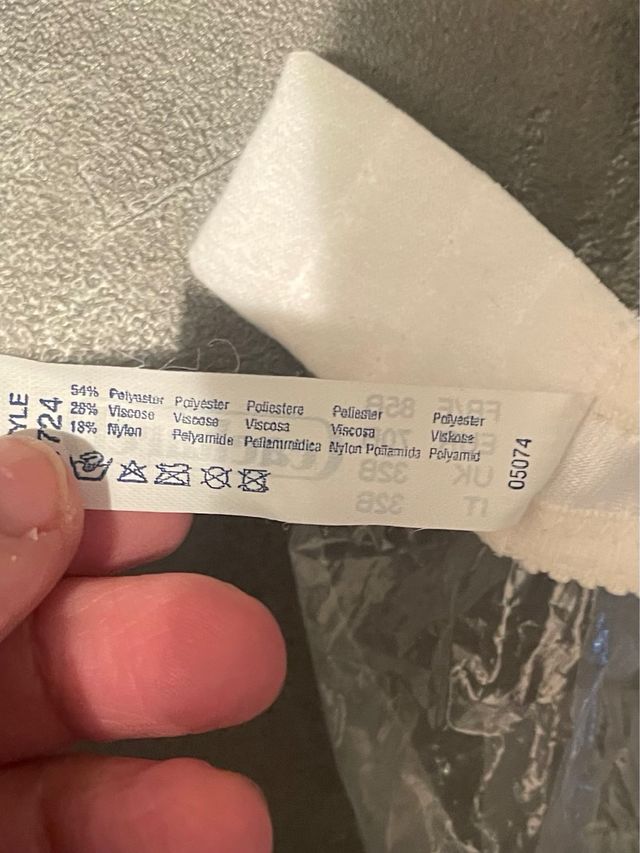 54% Polyester Polyester Poliestere Poliester Polyester
28% Viscose Viscose Viscosa Viscosa Viskose
18% Nylon Polyamide Poliammidica Nylon Poliamida Polyamid
YLE
724
05074
FR/E 85B
UK 32B
IT 32B